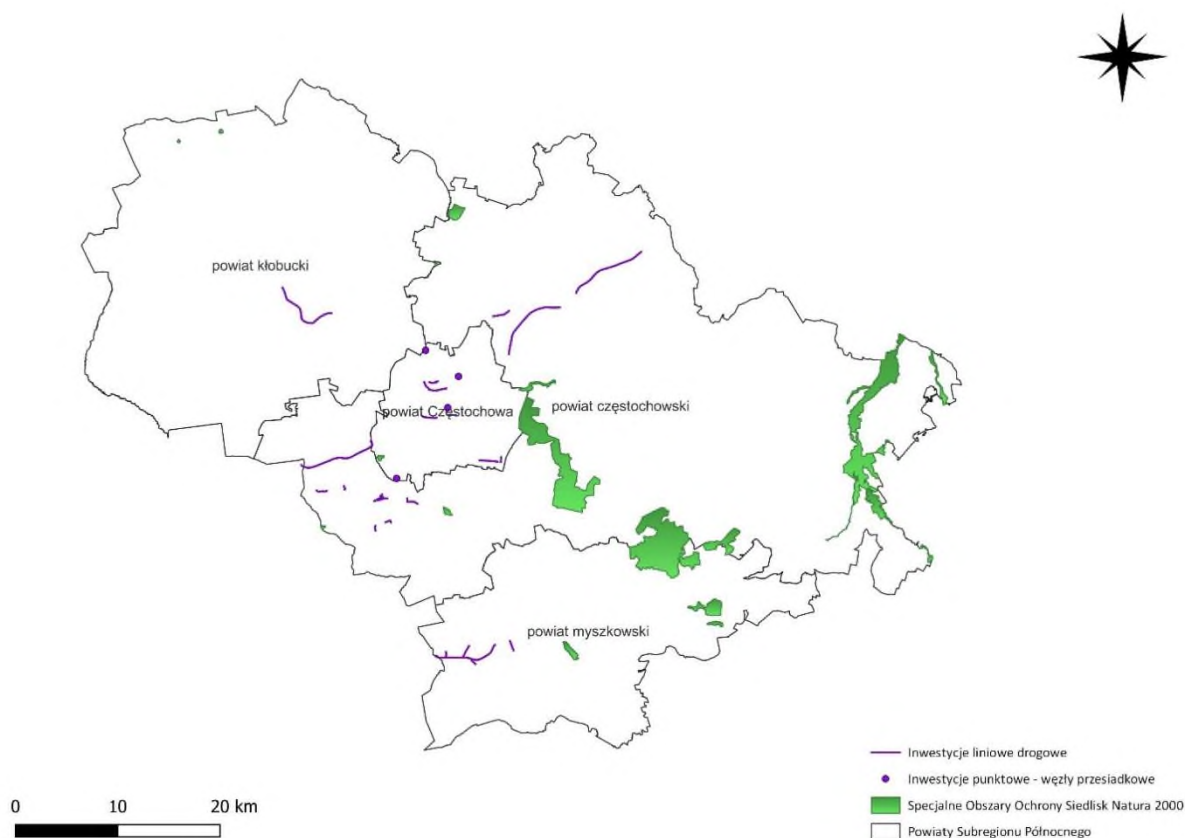 powiat kłobucki
powiat Częstochowa
powiat częstochowski
powiat myszkowski
Inwestycje liniowe drogowe
Inwestycje punktowe - węzły przesiadkowe
Specjalne Obszary Ochrony Siedlisk Natura 2000
Powiaty Subregionu Północnego
0 10 20 km